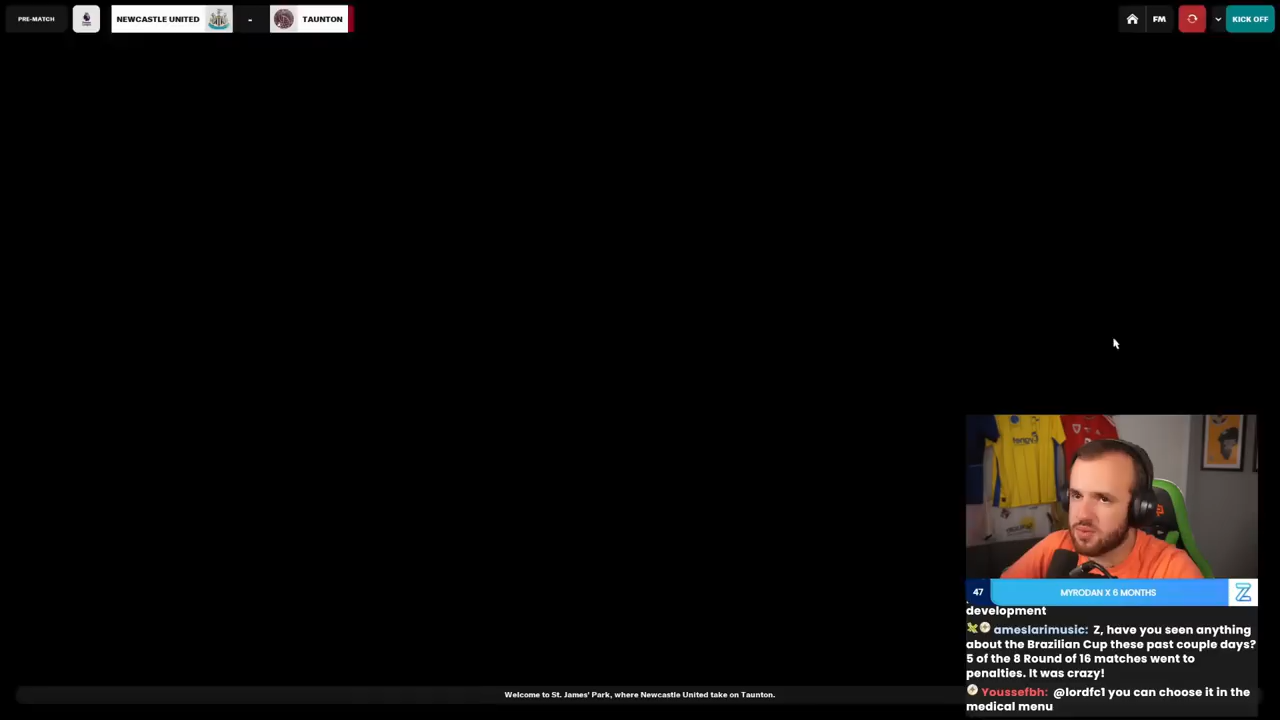 PRE-MATCH
NEWCASTLE UNITED
-
TAUNTON
FM
KICK OFF
47
MYRODAN X 6 MONTHS
Z
development
ameslarimusic: Z, have you seen anything
about the Brazilian Cup these past couple days?
5 of the 8 Round of 16 matches went to
penalties. It was crazy!
Youssefbh: @lordfc1 you can choose it in the
medical menu
Welcome to St. James' Park, where Newcastle United take on Taunton.